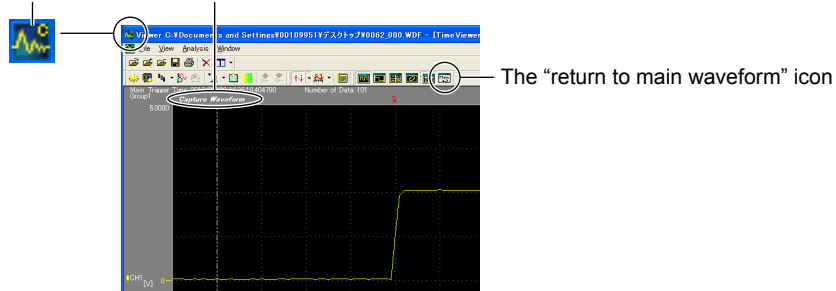 C
Viewer C:¥Documents and Settings¥00109951¥デスクトップ¥0062_000.WDF - [TimeViewer
File View Analysis Window
Main Trigger Time
Number of Data 101
Group1
Capture Waveform
The “return to main waveform” icon
5.0000
CH1
[V]
0